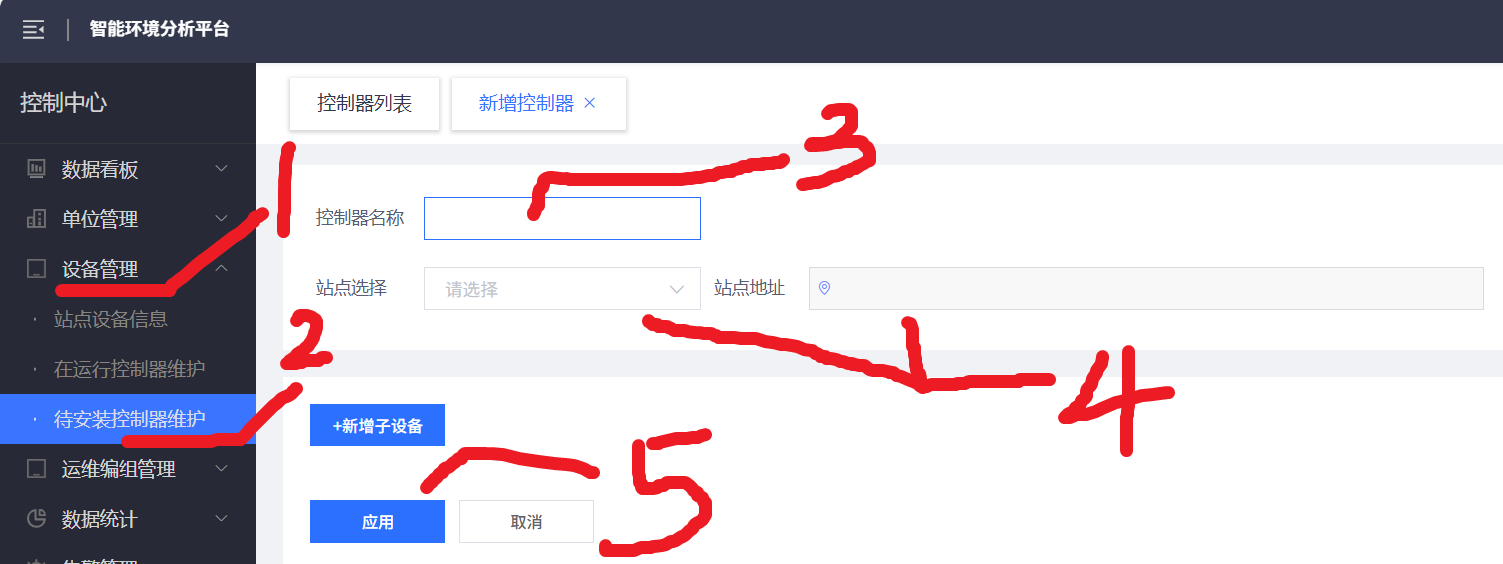 智能环境分析平台
控制中心
控制器列表 新增控制器 ×
数据看板
单位管理
设备管理
站点设备信息
在运行控制器维护
待安装控制器维护
运维编组管理
数据统计
1
2
3
控制器名称
站点选择 请选择 站点地址
4
+新增子设备
5
应用 取消